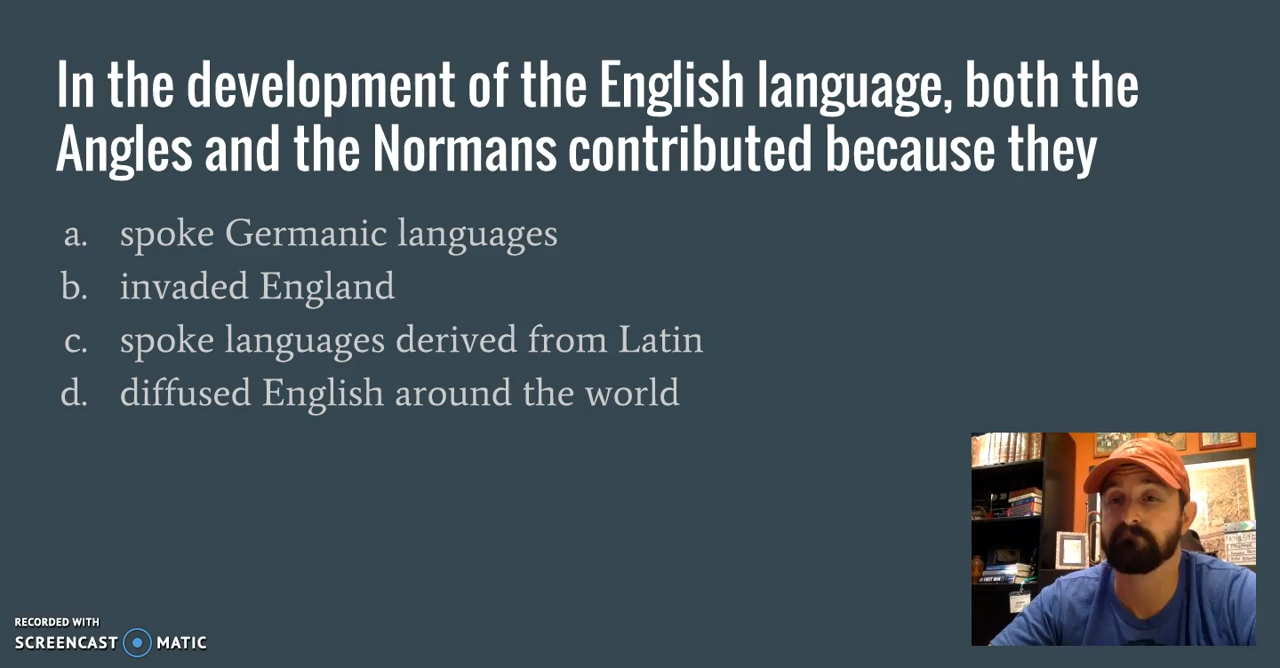 In the development of the English language, both the
Angles and the Normans contributed because they
a. spoke Germanic languages
b. invaded England
c. spoke languages derived from Latin
d. diffused English around the world
RECORDED WITH
SCREENCAST MATIC